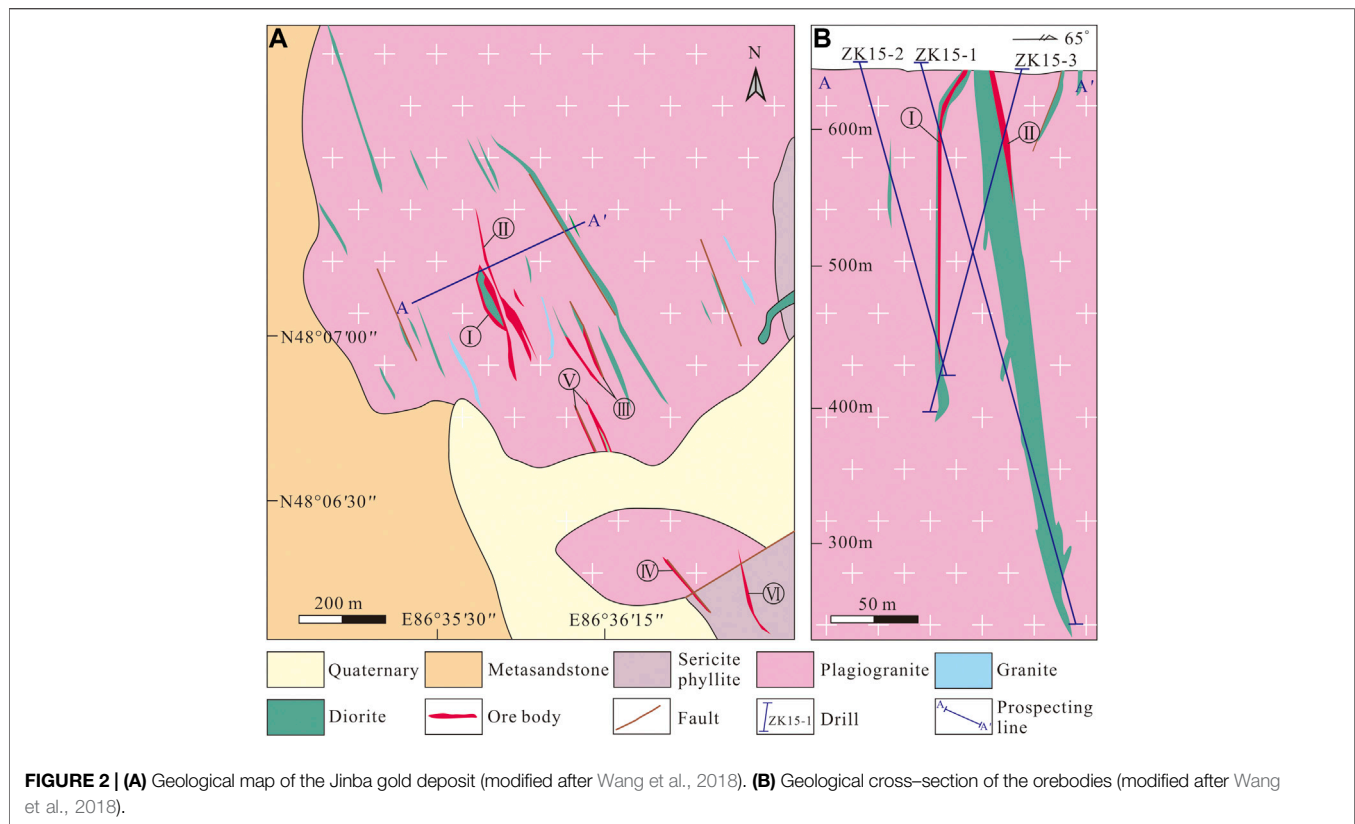 A
N
A'
Ⅱ
A
Ⅰ
N48°07′00″
Ⅴ
Ⅲ
N48°06′30″
Ⅳ
Ⅵ
200 m
E86°35′30″
E86°36′15″
B
65°
ZK15-2
ZK15-1
ZK15-3
A
A'
Ⅰ
Ⅱ
600m
500m
400m
300m
50 m
Quaternary
Metasandstone
Sericite
phyllite
Plagiogranite
Granite
Diorite
Ore body
Fault
ZK15-1
Drill
A
A'
Prospecting
line
FIGURE 2 | (A) Geological map of the Jinba gold deposit (modified after Wang et al., 2018). (B) Geological cross–section of the orebodies (modified after Wang
et al., 2018).